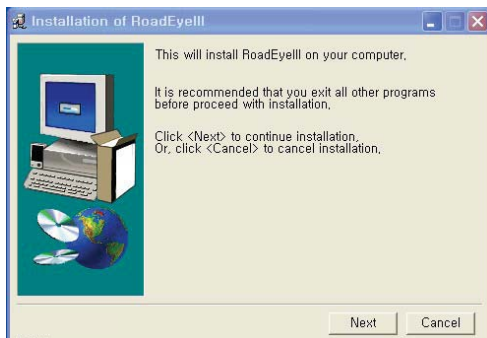 Installation of RoadEyeIII
This will install RoadEyeIII on your computer,
It is recommended that you exit all other programs
before proceed with installation,
Click <Next> to continue installation,
Or, click <Cancel> to cancel installation,
Next
Cancel